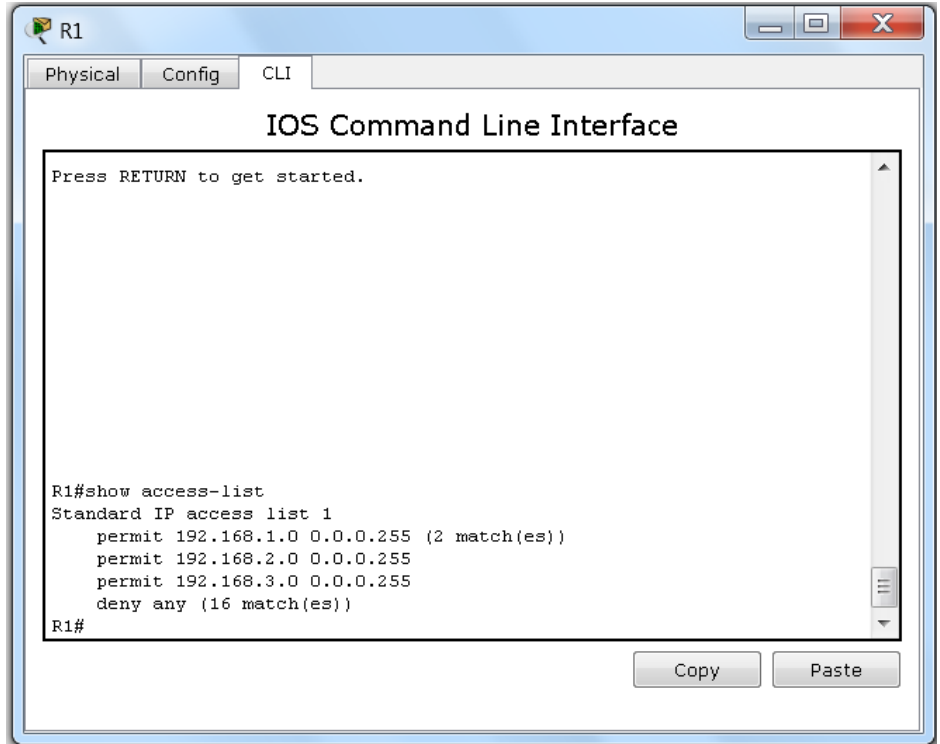 R1
Physical Config CLI
IOS Command Line Interface
Press RETURN to get started.
R1#show access-list
Standard IP access list 1
    permit 192.168.1.0 0.0.0.255 (2 match(es))
    permit 192.168.2.0 0.0.0.255
    permit 192.168.3.0 0.0.0.255
    deny any (16 match(es))
R1#
Copy Paste